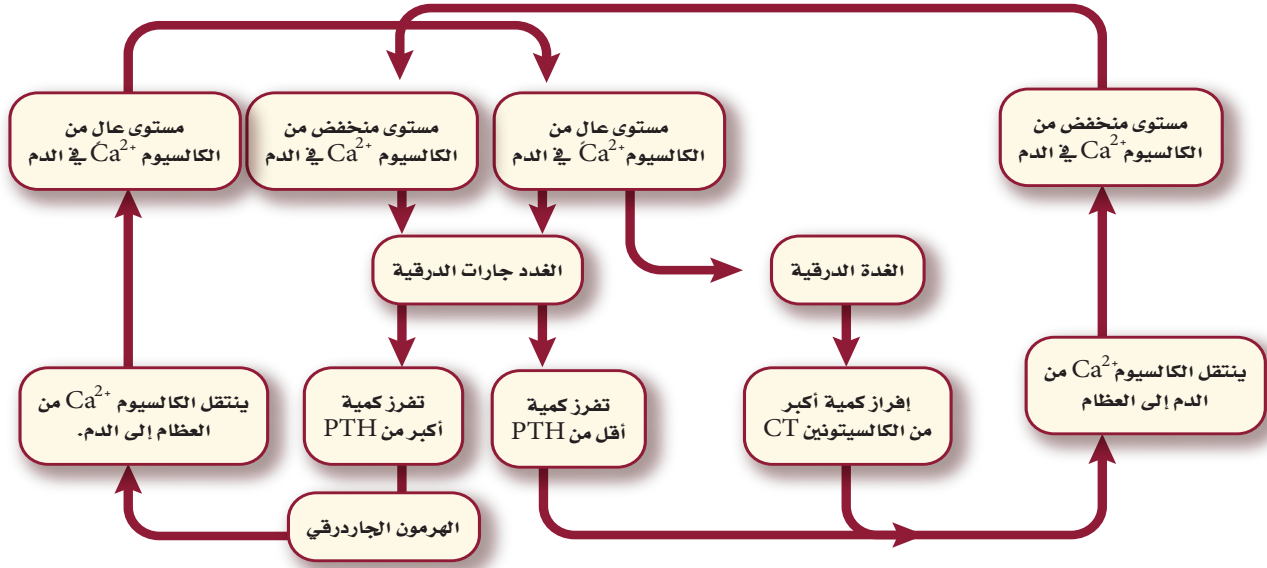 مستوى منخفض من
الكالسيوم Ca²⁺ في الدم
مستوى عال من
الكالسيوم Ca²⁺ في الدم
مستوى منخفض من
الكالسيوم Ca²⁺ في الدم
مستوى عال من
الكالسيوم Ca²⁺ في الدم
الغدة الدرقية
الغدد جارات الدرقية
ينتقل الكالسيوم Ca²⁺ من
الدم إلى العظام
إفراز كمية أكبر
من الكالسيتونين CT
تفرز كمية
أقل من PTH
تفرز كمية
أكبر من PTH
ينتقل الكالسيوم Ca²⁺ من
العظام إلى الدم.
الهرمون الجاردرقي